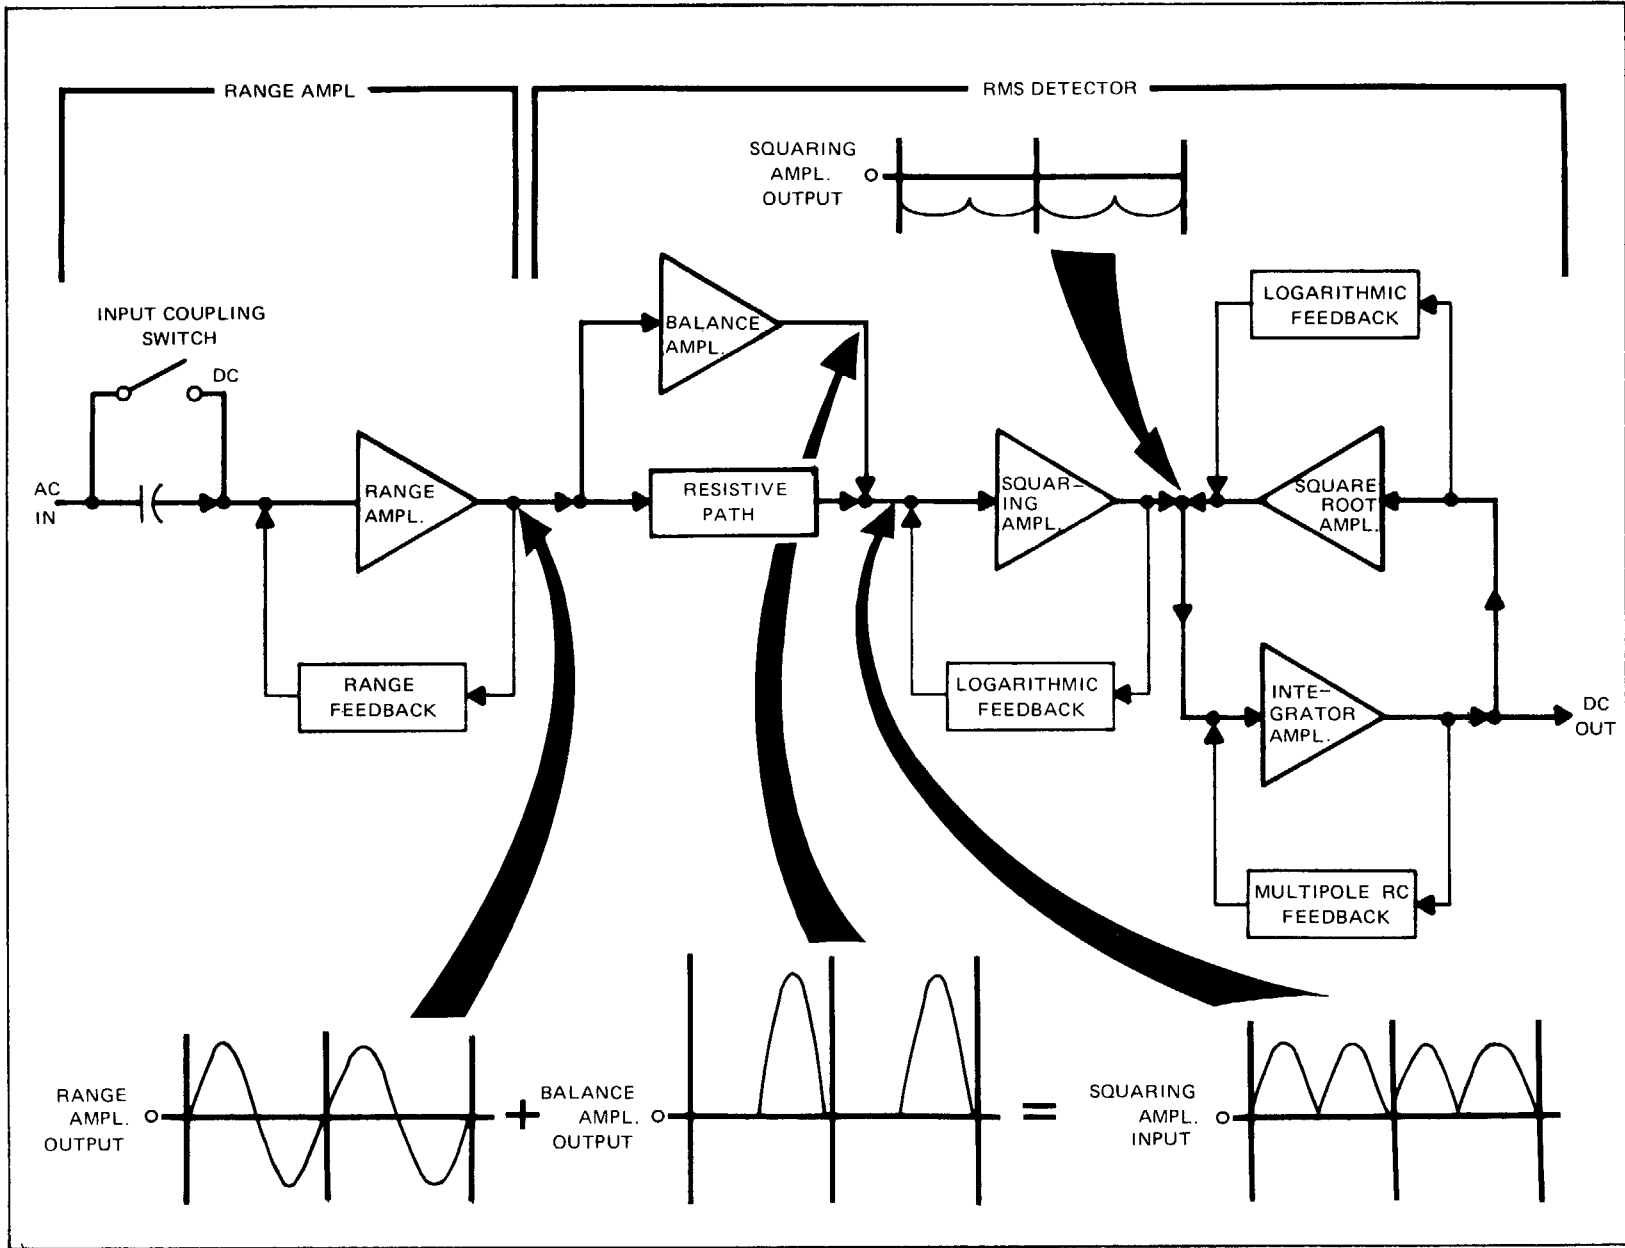 RANGE AMPL
RMS DETECTOR
SQUARING
AMPL.
OUTPUT
INPUT COUPLING
SWITCH
DC
AC
IN
RANGE
AMPL.
RANGE
FEEDBACK
BALANCE
AMPL.
RESISTIVE
PATH
SQUAR-
ING
AMPL.
LOGARITHMIC
FEEDBACK
LOGARITHMIC
FEEDBACK
SQUARE
ROOT
AMPL.
INTE-
GRATOR
AMPL.
DC
OUT
MULTIPOLE RC
FEEDBACK
RANGE
AMPL.
OUTPUT
+
BALANCE
AMPL.
OUTPUT
=
SQUARING
AMPL.
INPUT